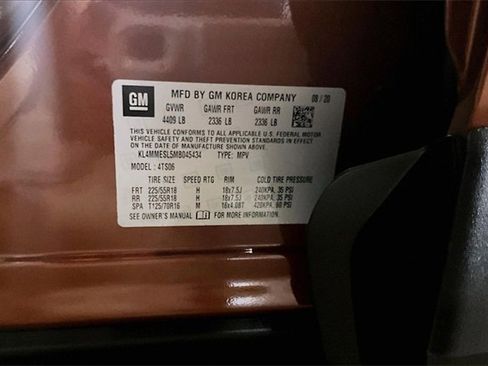 GM
MFD BY GM KOREA COMPANY 08/20
GVWR GAWR FRT GAWR RR
4409 LB 2336 LB 2336 LB
THIS VEHICLE CONFORMS TO ALL APPLICABLE U.S. FEDERAL MOTOR
VEHICLE SAFETY AND THEFT PREVENTION STANDARDS IN EFFECT
ON THE DATE OF MANUFACTURE SHOWN ABOVE.
KL4MMESL5MB045434 TYPE: MPV
MODEL: 4TS06
TIRE SIZE SPEED RTG RIM COLD TIRE PRESSURE
FRT 225/55R18 H 18x7.5J 240KPA, 35 PSI
RR 225/55R18 H 18x7.5J 240KPA, 35 PSI
SPA T125/70R16 M 16x4.0BT 420KPA, 60 PSI
SEE OWNER'S MANUAL FOR MORE INFORMATION.